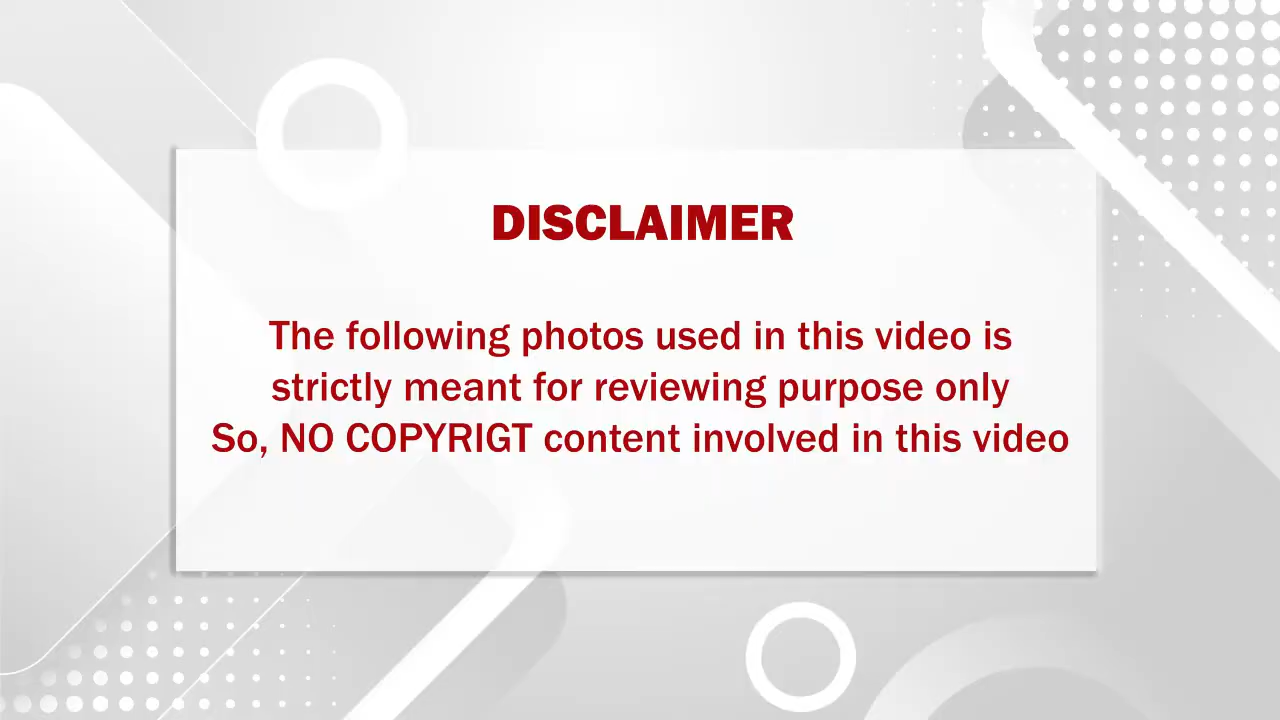 DISCLAIMER
The following photos used in this video is
strictly meant for reviewing purpose only
So, NO COPYRIGT content involved in this video